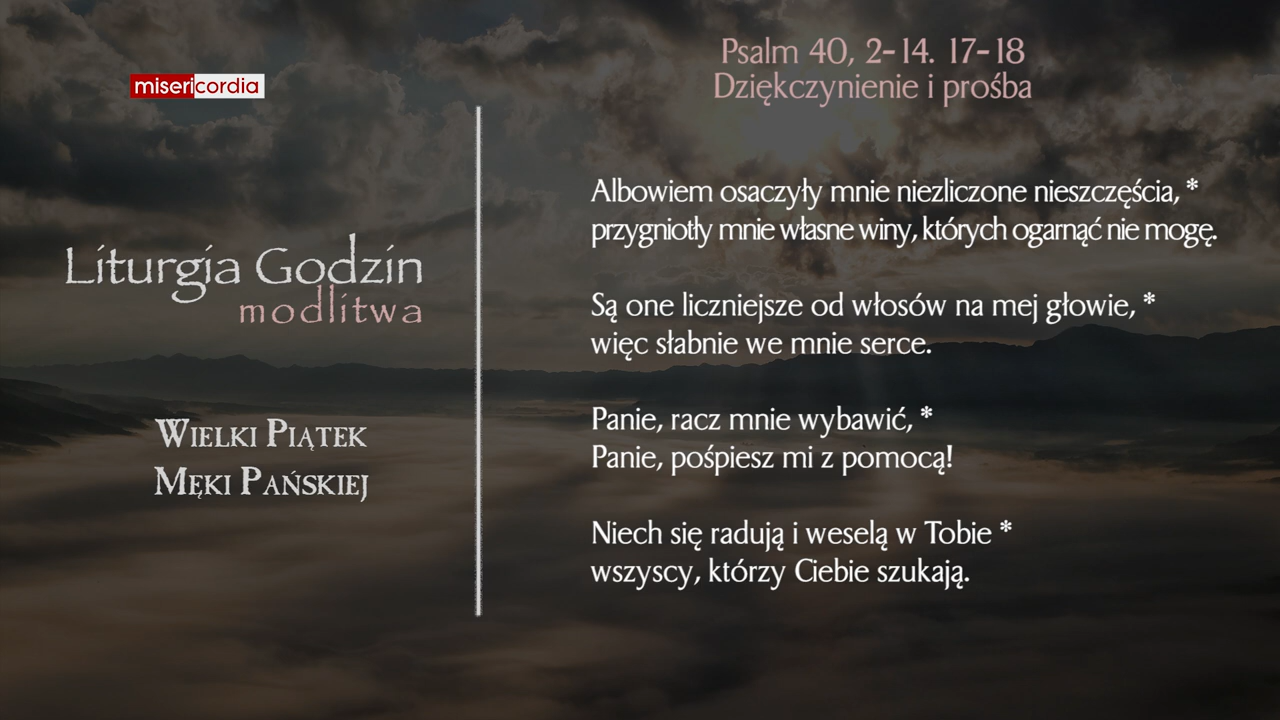 misericordia
Liturgia Godzin
modlitwa
Wielki Piątek
Męki Pańskiej
Psalm 40, 2-14. 17-18
Dziękczynienie i prośba
Albowiem osaczyły mnie niezliczone nieszczęścia, *
przygniotły mnie własne winy, których ogarnąć nie mogę.
Są one liczniejsze od włosów na mej głowie, *
więc słabnie we mnie serce.
Panie, racz mnie wybawić, *
Panie, pośpiesz mi z pomocą!
Niech się radują i weselą w Tobie *
wszyscy, którzy Ciebie szukają.